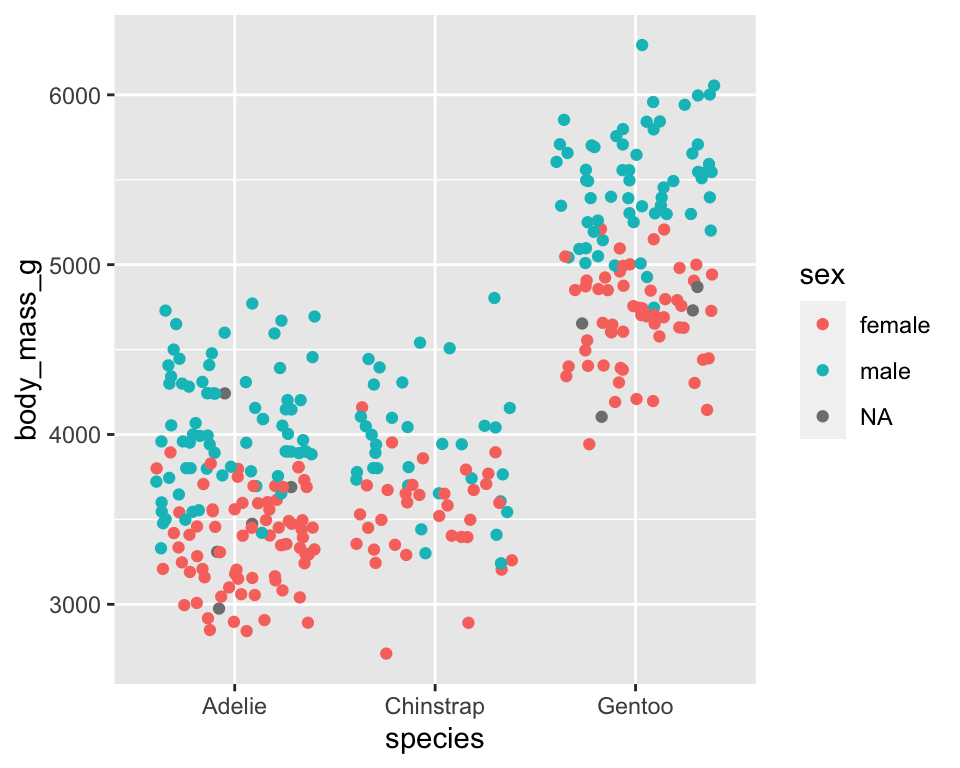 body_mass_g
6000
5000
4000
3000
Adelie
Chinstrap
Gentoo
species
sex
female
male
NA